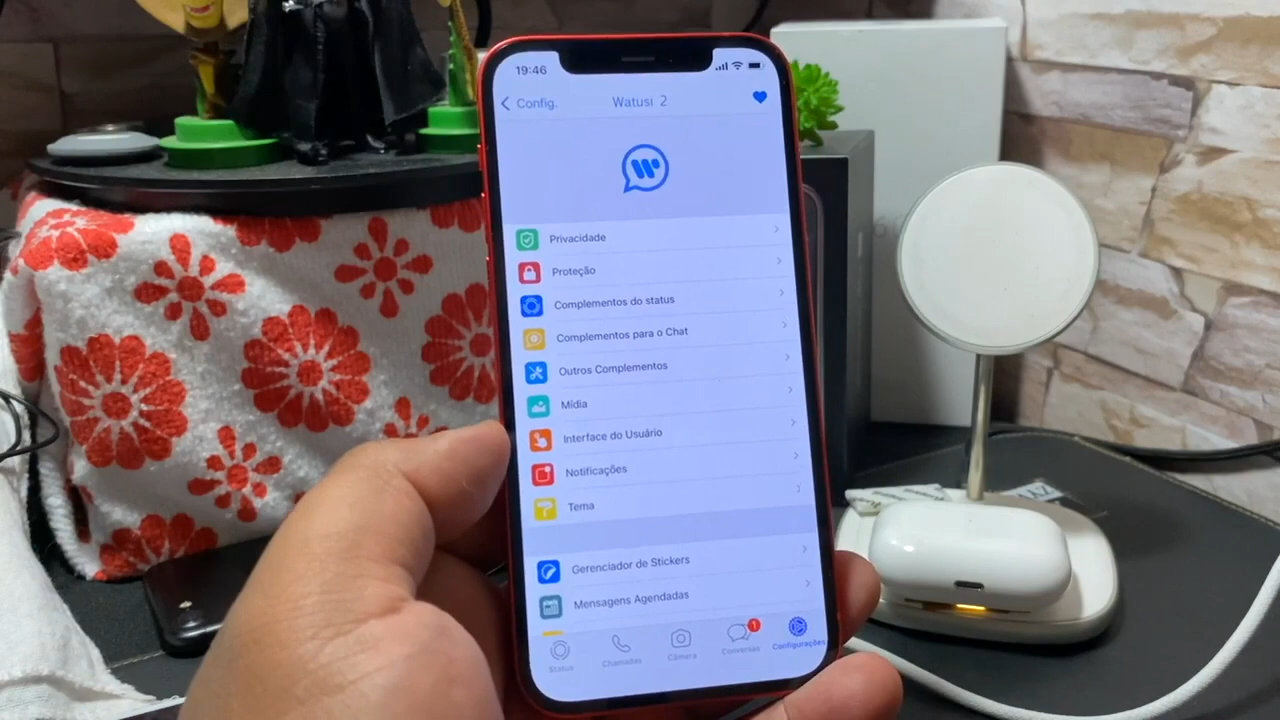 19:46
Config.
Watusi 2
Privacidade
Proteção
Complementos do status
Complementos para o Chat
Outros Complementos
Mídia
Interface do Usuário
Notificações
Tema
Gerenciador de Stickers
Mensagens Agendadas
1
Status
Chamadas
Câmera
Conversas
Configurações